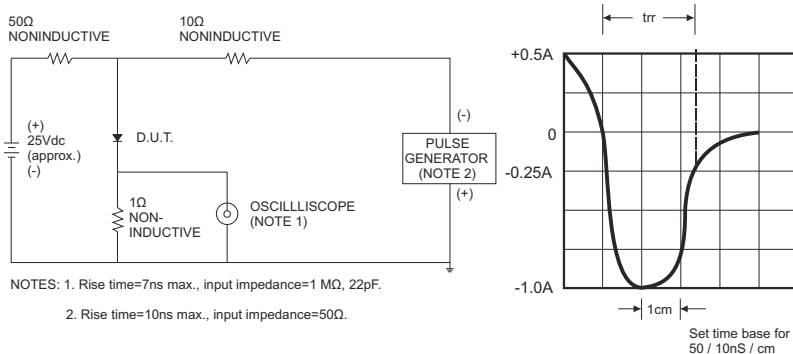 50Ω
NONINDUCTIVE
10Ω
NONINDUCTIVE
(+)
25Vdc
(approx.)
(-)
D.U.T.
1Ω
NON-
INDUCTIVE
OSCILLLISCOPE
(NOTE 1)
(-)
PULSE
GENERATOR
(NOTE 2)
(+)
NOTES: 1. Rise time=7ns max., input impedance=1 MΩ, 22pF.
2. Rise time=10ns max., input impedance=50Ω.
trr
+0.5A
0
-0.25A
-1.0A
1cm
Set time base for
50 / 10nS / cm